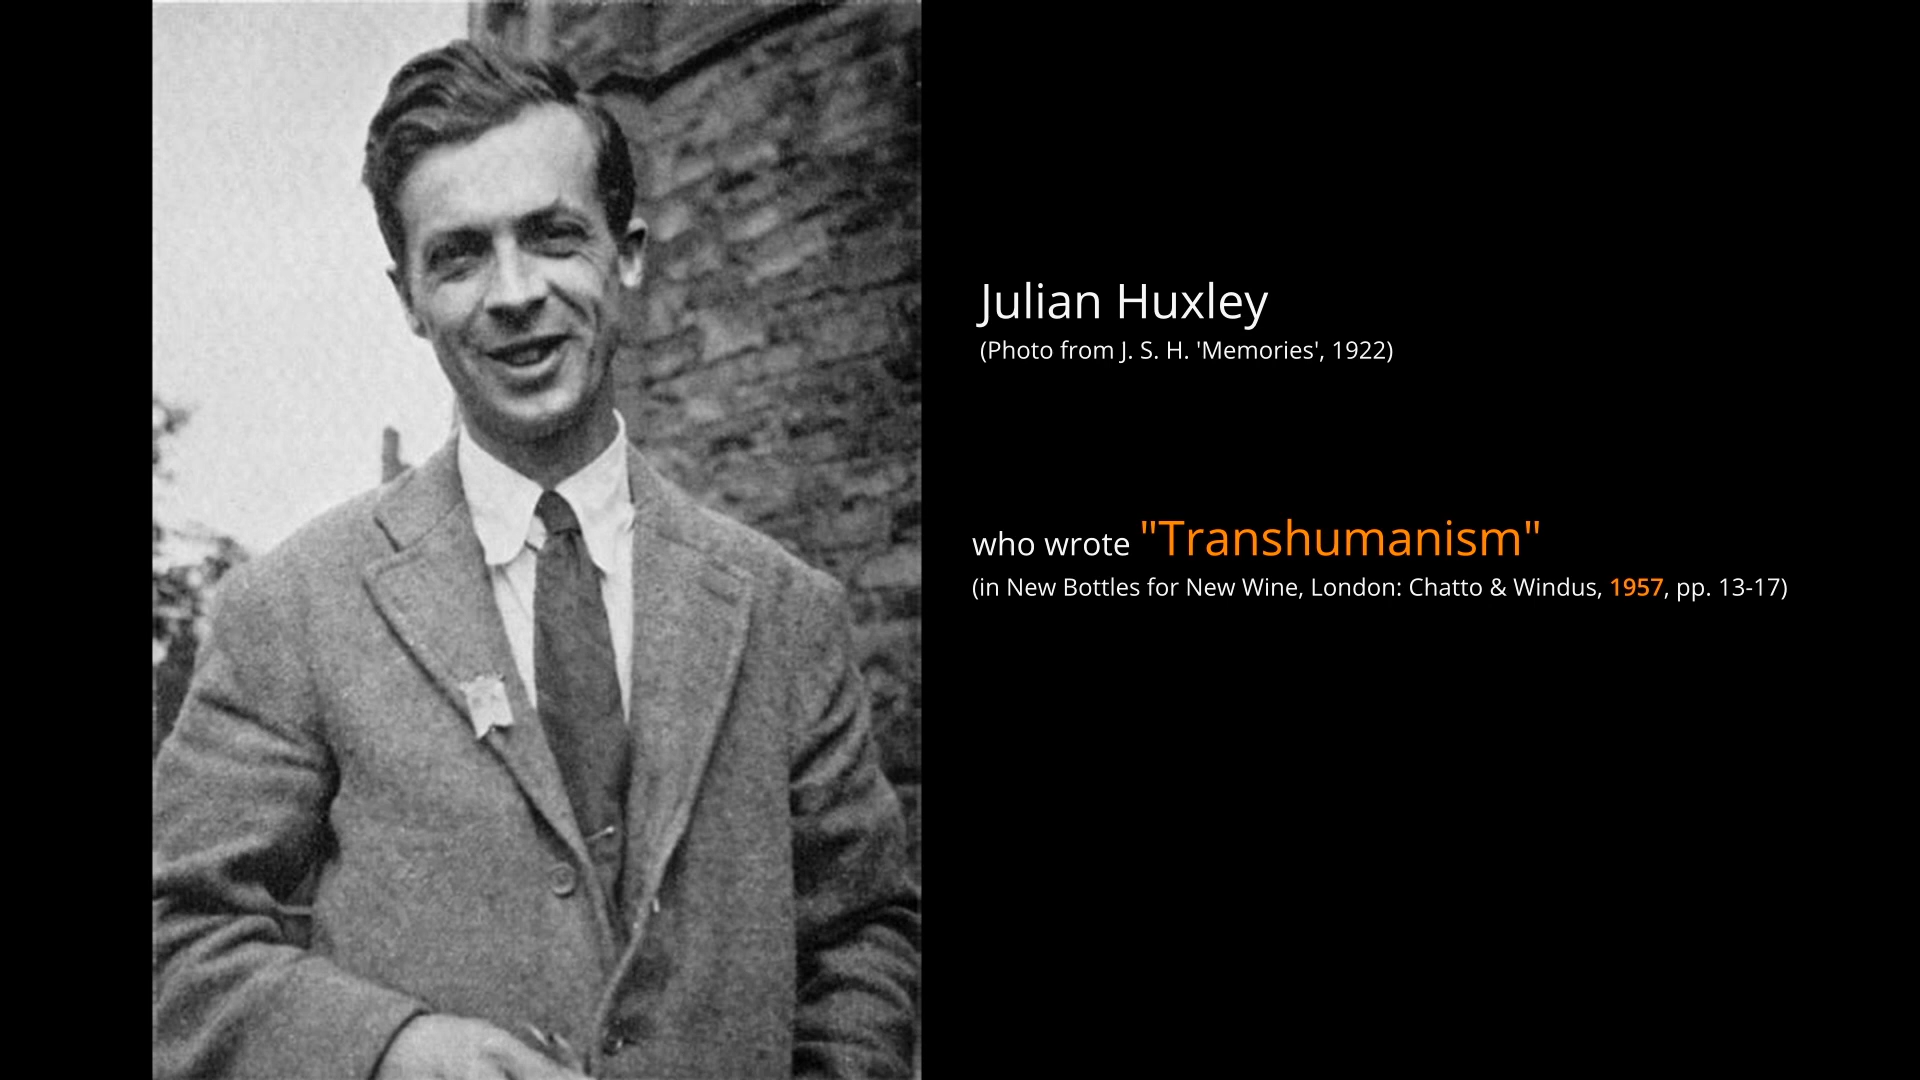 Julian Huxley
(Photo from J. S. H. 'Memories', 1922)
who wrote "Transhumanism"
(in New Bottles for New Wine, London: Chatto & Windus, 1957, pp. 13-17)